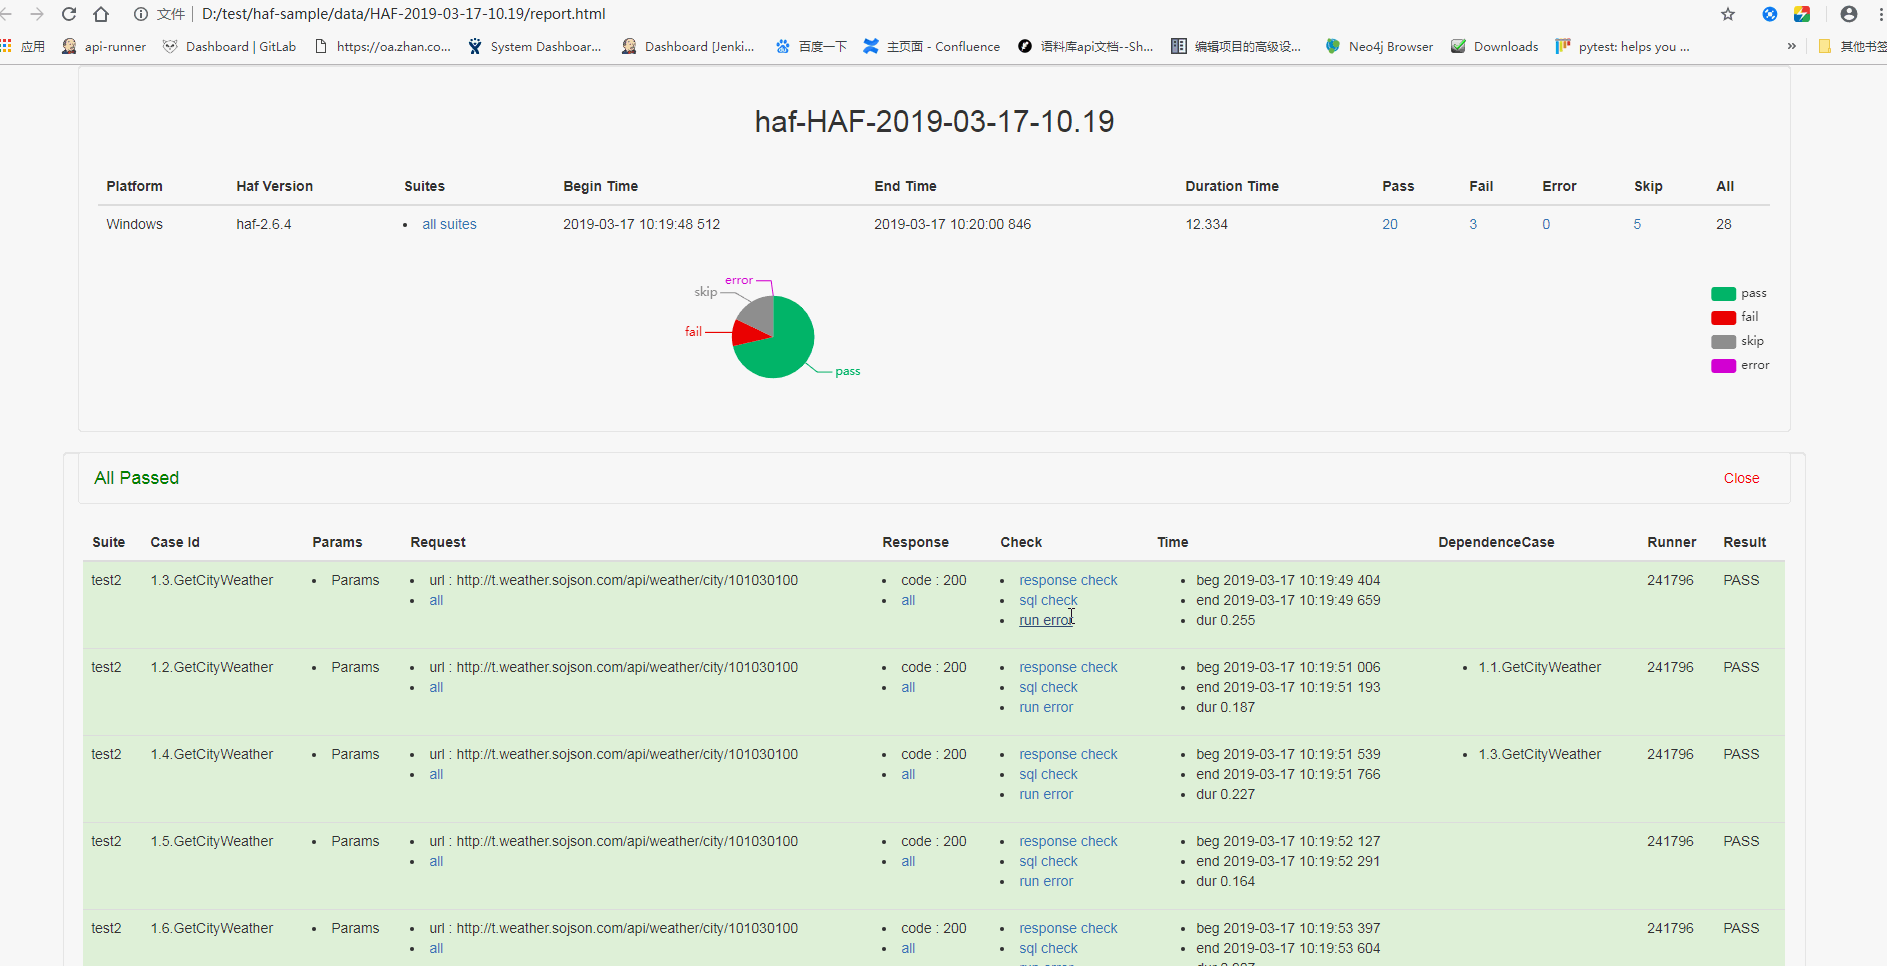 文件 D:/test/haf-sample/data/HAF-2019-03-17-10.19/report.html
应用 api-runner Dashboard | GitLab https://oa.zhan.co... System Dashboar... Dashboard [Jenki... 百度一下 主页面 - Confluence 语料库api文档--Sh... 编辑项目的高级设... Neo4j Browser Downloads pytest: helps you ... » 其他书签
haf-HAF-2019-03-17-10.19
Platform Haf Version Suites Begin Time End Time Duration Time Pass Fail Error Skip All
Windows haf-2.6.4 • all suites 2019-03-17 10:19:48 512 2019-03-17 10:20:00 846 12.334 20 3 0 5 28
error
skip
fail
pass
pass
fail
skip
error
All Passed Close
Suite Case Id Params Request Response Check Time DependenceCase Runner Result
test2 1.3.GetCityWeather • Params • url : http://t.weather.sojson.com/api/weather/city/101030100 • code : 200 • response check • beg 2019-03-17 10:19:49 404 241796 PASS
• all • all • sql check • end 2019-03-17 10:19:49 659
• run error • dur 0.255
test2 1.2.GetCityWeather • Params • url : http://t.weather.sojson.com/api/weather/city/101030100 • code : 200 • response check • beg 2019-03-17 10:19:51 006 • 1.1.GetCityWeather 241796 PASS
• all • all • sql check • end 2019-03-17 10:19:51 193
• run error • dur 0.187
test2 1.4.GetCityWeather • Params • url : http://t.weather.sojson.com/api/weather/city/101030100 • code : 200 • response check • beg 2019-03-17 10:19:51 539 • 1.3.GetCityWeather 241796 PASS
• all • all • sql check • end 2019-03-17 10:19:51 766
• run error • dur 0.227
test2 1.5.GetCityWeather • Params • url : http://t.weather.sojson.com/api/weather/city/101030100 • code : 200 • response check • beg 2019-03-17 10:19:52 127 241796 PASS
• all • all • sql check • end 2019-03-17 10:19:52 291
• run error • dur 0.164
test2 1.6.GetCityWeather • Params • url : http://t.weather.sojson.com/api/weather/city/101030100 • code : 200 • response check • beg 2019-03-17 10:19:53 397 241796 PASS
• all • all • sql check • end 2019-03-17 10:19:53 604